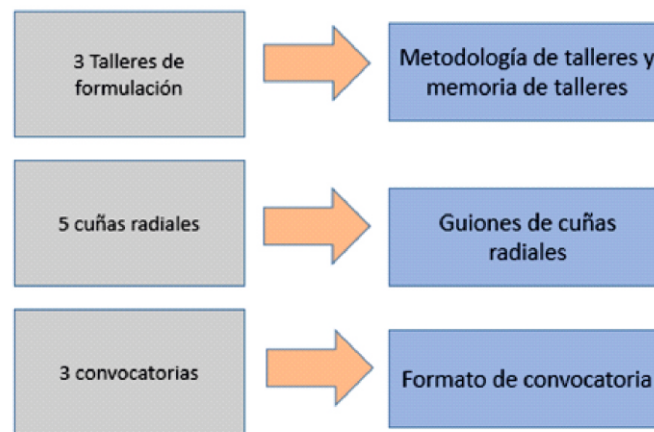 3 Talleres de
formulación
Metodología de talleres y
memoria de talleres
5 cuñas radiales
Guiones de cuñas
radiales
3 convocatorias
Formato de convocatoria